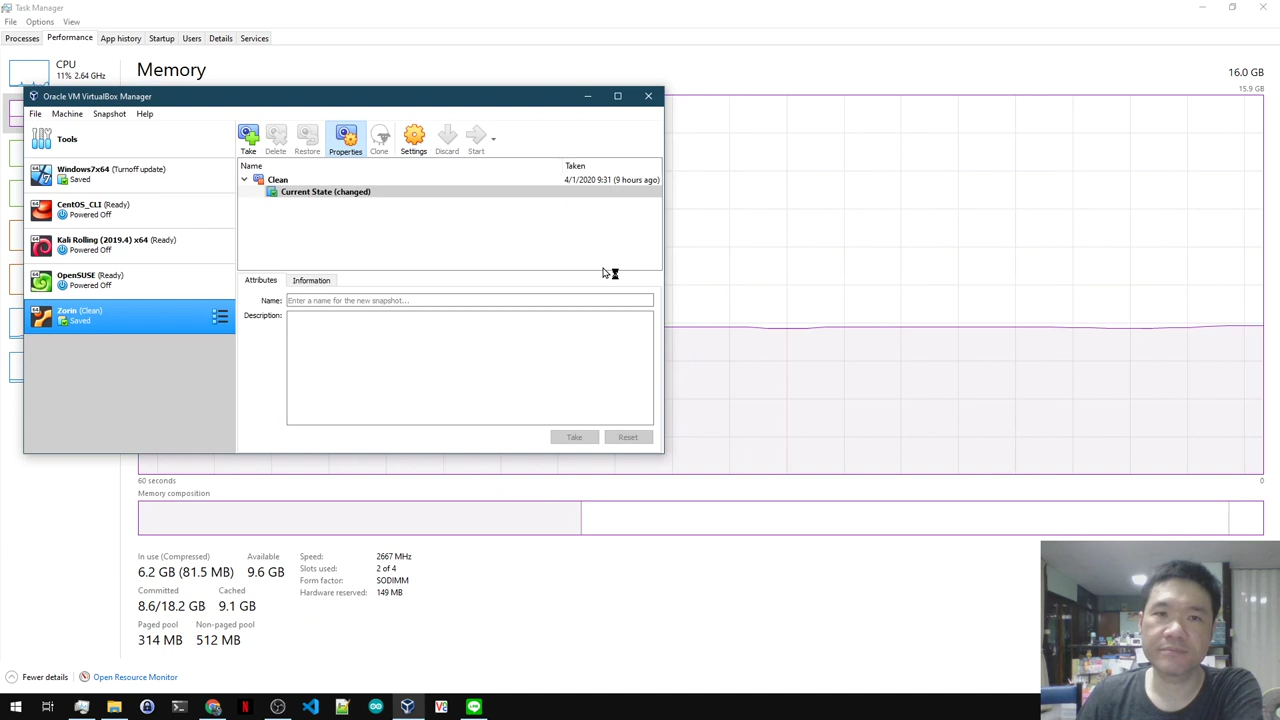 Task Manager
File Options View
Processes Performance App history Startup Users Details Services
CPU
11% 2.64 GHz
Memory
16.0 GB
15.9 GB
Oracle VM VirtualBox Manager
File Machine Snapshot Help
Tools
Windows7x64 (Turnoff update)
Saved
CentOS_CLI (Ready)
Powered Off
Kali Rolling (2019.4) x64 (Ready)
Powered Off
OpenSUSE (Ready)
Powered Off
Zorin (Clean)
Saved
Take Delete Restore Properties Clone Settings Discard Start
Name Taken
Clean 4/1/2020 9:31 (9 hours ago)
Current State (changed)
Attributes Information
Name: Enter a name for the new snapshot...
Description:
Take Reset
60 seconds 0
Memory composition
In use (Compressed) Available
6.2 GB (81.5 MB) 9.6 GB
Committed Cached
8.6/18.2 GB 9.1 GB
Paged pool Non-paged pool
314 MB 512 MB
Speed: 2667 MHz
Slots used: 2 of 4
Form factor: SODIMM
Hardware reserved: 149 MB
Fewer details Open Resource Monitor